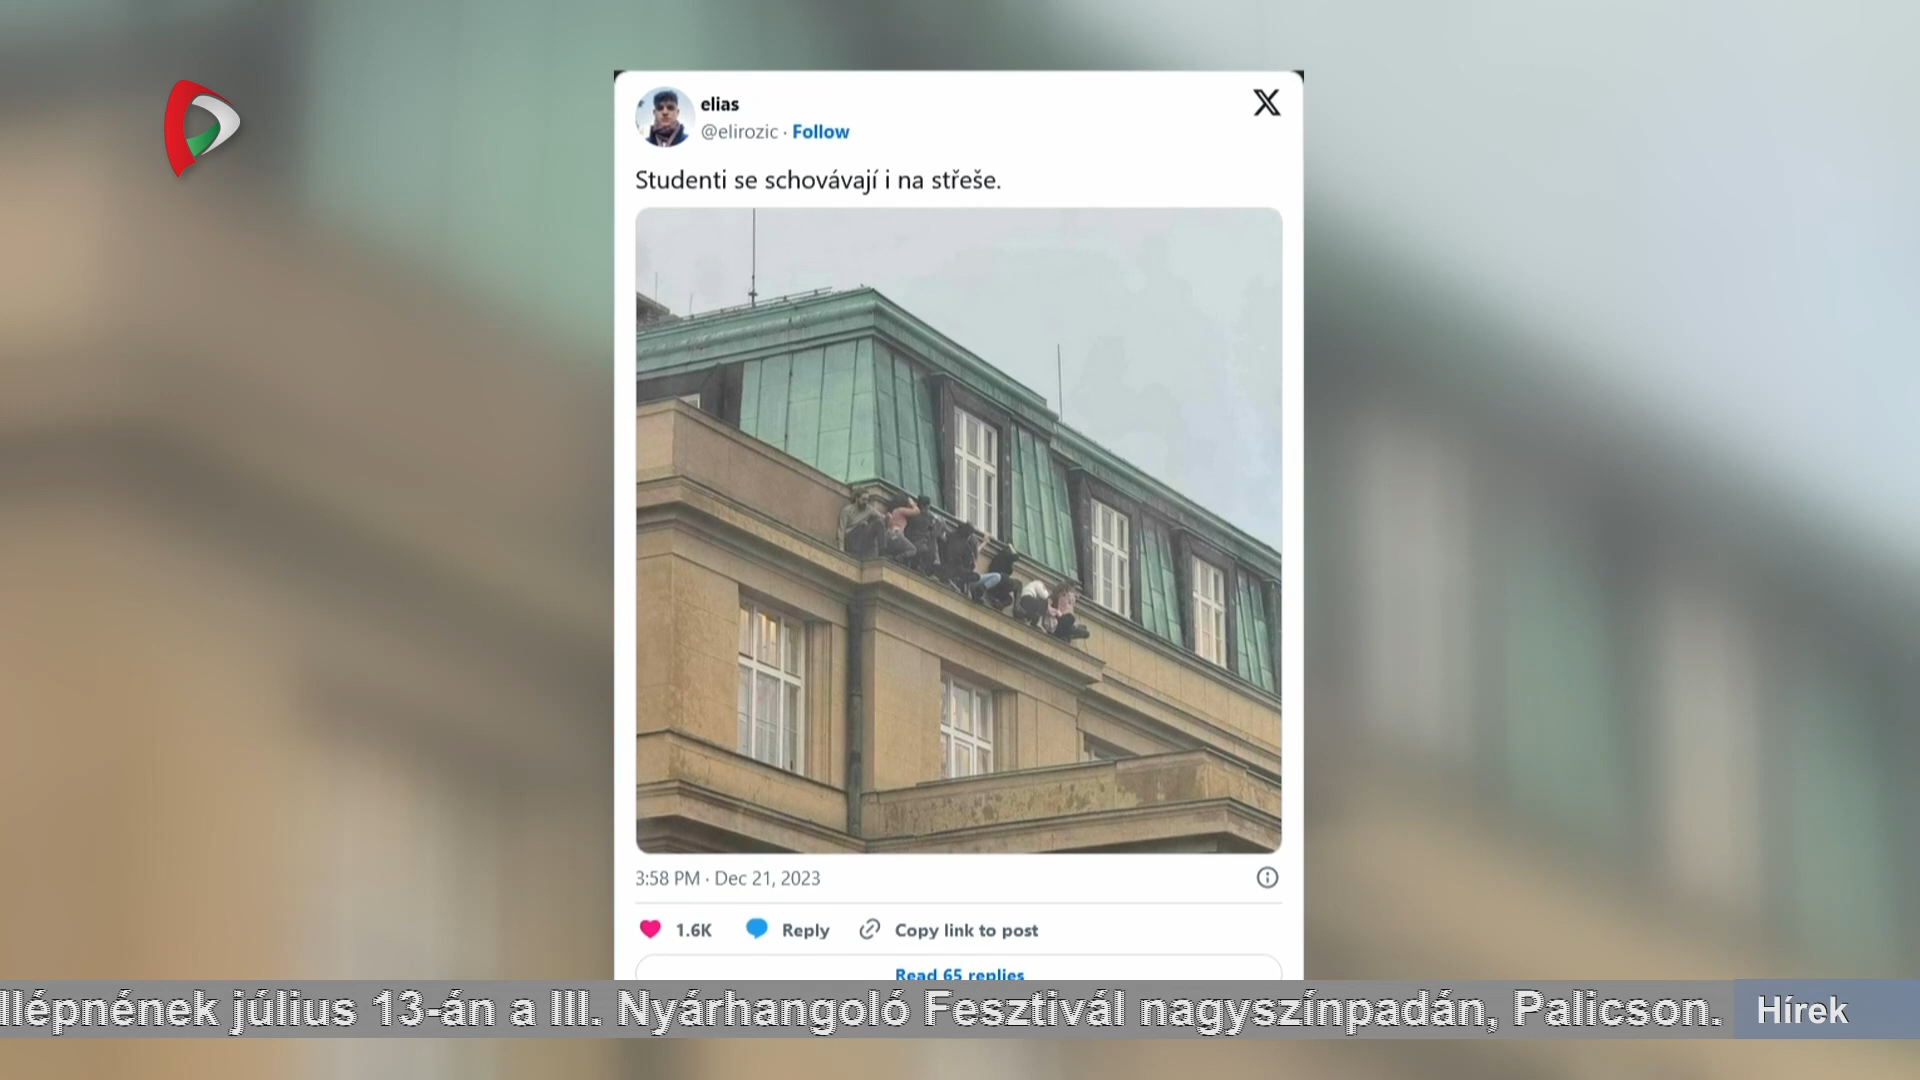 elias
@elirozic · Follow
Studenti se schovávají i na střeše.
3:58 PM · Dec 21, 2023
1.6K Reply Copy link to post
Read 65 replies
llépnének július 13-án a III. Nyárhangoló Fesztivál nagyszínpadán, Palicson. Hírek